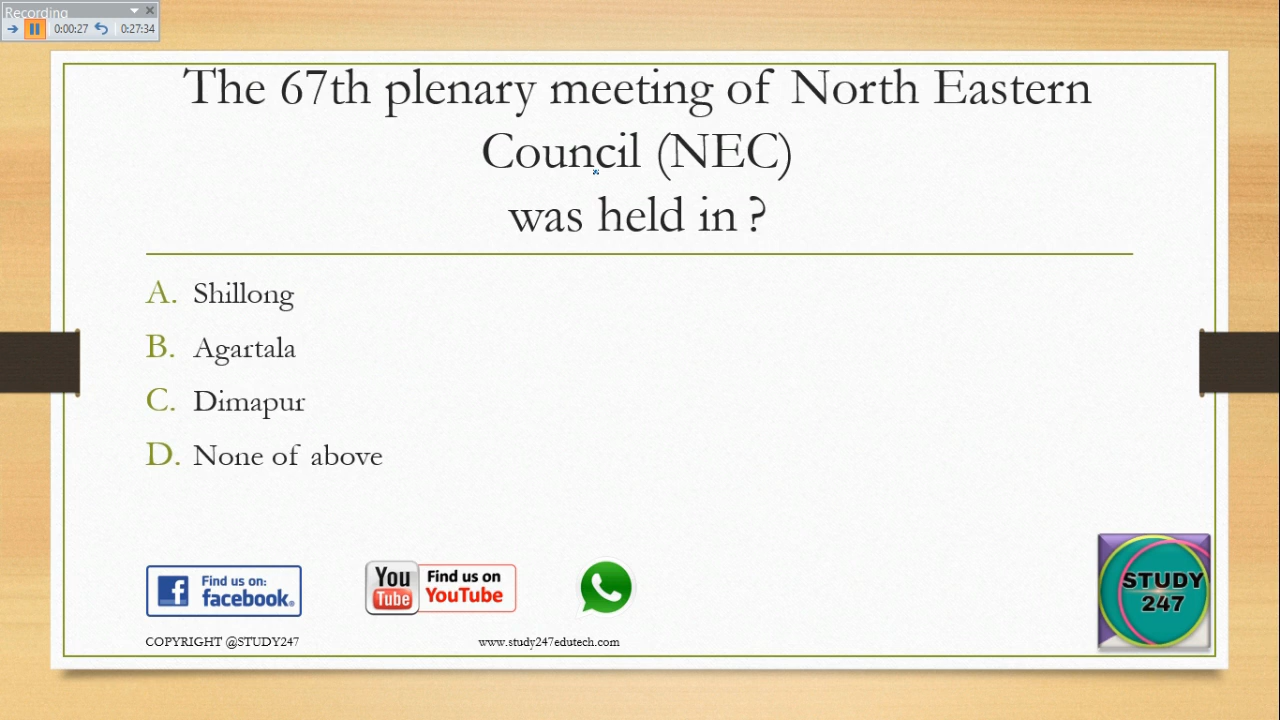 Recording
0:00:27 0:27:34
The 67th plenary meeting of North Eastern
Council (NEC)
was held in ?
A. Shillong
B. Agartala
C. Dimapur
D. None of above
Find us on:
facebook.
You
Tube
Find us on
YouTube
STUDY
247
COPYRIGHT @STUDY247
www.study247edutech.com